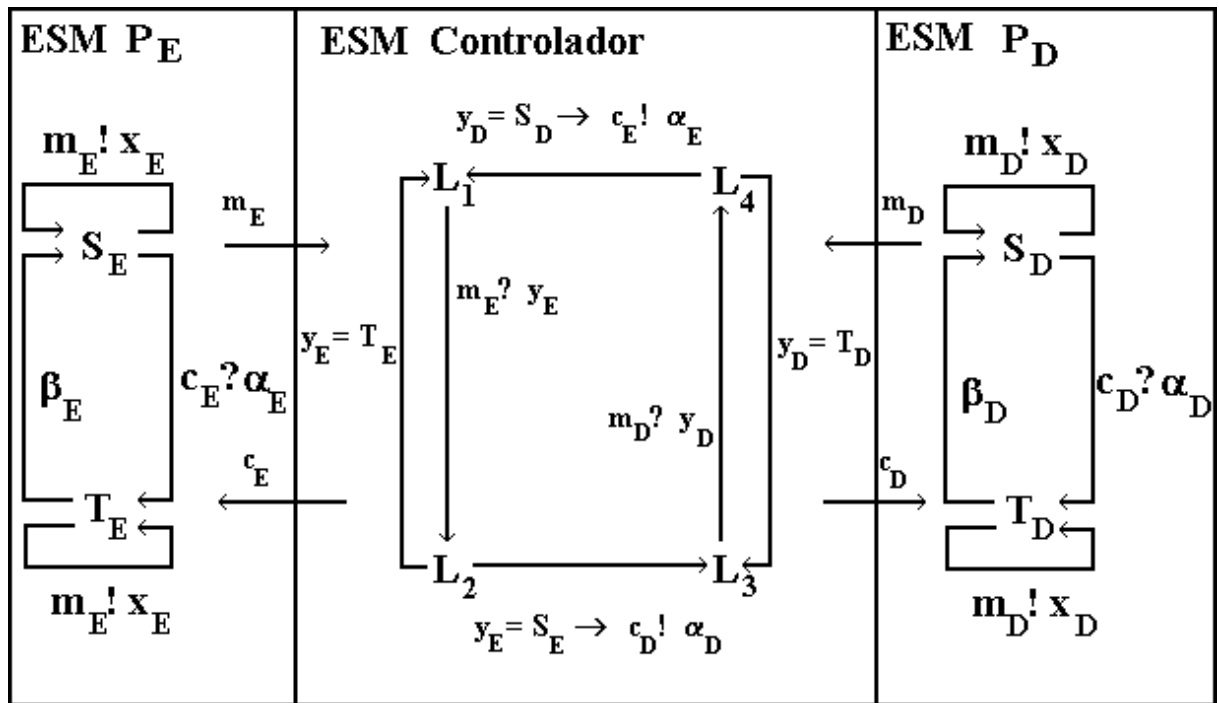 ESM P_E
ESM Controlador
ESM P_D
y_D = S_D → c_E! α_E
m_E! x_E
m_D! x_D
L_1
L_4
m_E
m_D
S_E
S_D
m_E? y_E
y_E = T_E
y_D = T_D
β_E
c_E? α_E
m_D? y_D
β_D
c_D? α_D
c_E
c_D
T_E
T_D
L_2
L_3
m_E! x_E
y_E = S_E → c_D! α_D
m_D! x_D